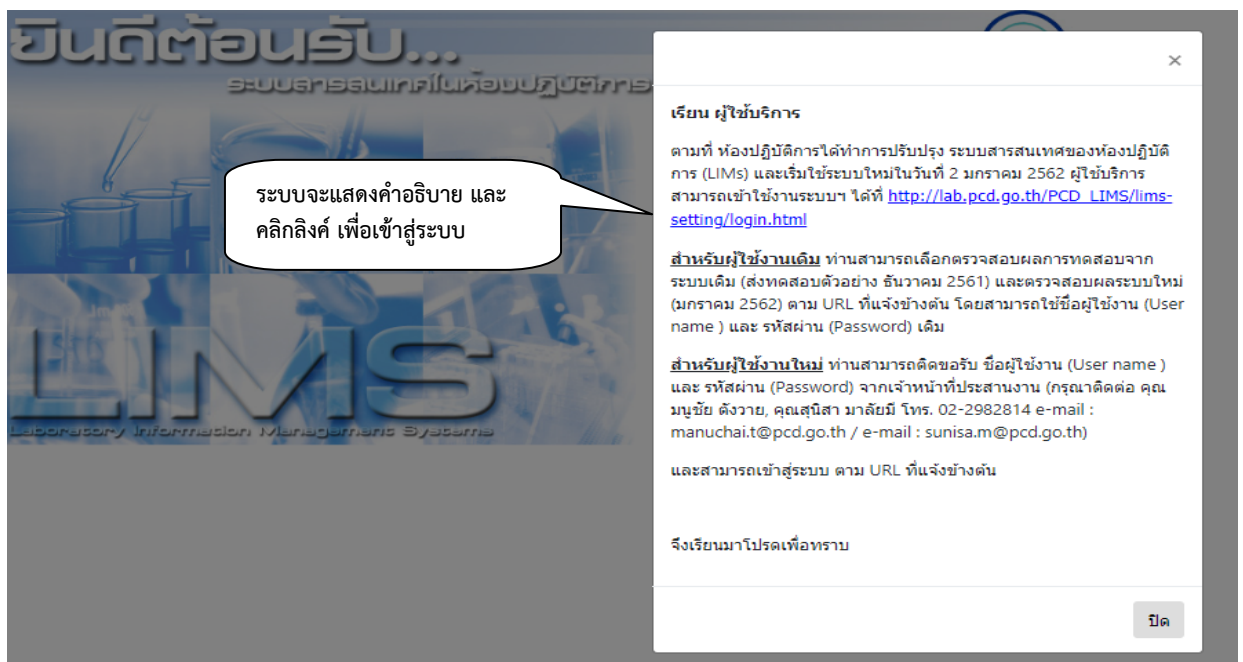 ยินดีต้อนรับ...
ระบบสารสนเทศในห้องปฏิบัติการ
ระบบจะแสดงคำอธิบาย และ
คลิกลิงค์ เพื่อเข้าสู่ระบบ
LIMS
Laboratory Information Management Systems
×
เรียน ผู้ใช้บริการ
ตามที่ ห้องปฏิบัติการได้ทำการปรับปรุง ระบบสารสนเทศของห้องปฏิบัติ
การ (LIMs) และเริ่มใช้ระบบใหม่ในวันที่ 2 มกราคม 2562 ผู้ใช้บริการ
สามารถเข้าใช้งานระบบฯ ได้ที่ http://lab.pcd.go.th/PCD_LIMS/lims-
setting/login.html
สำหรับผู้ใช้งานเดิม ท่านสามารถเลือกตรวจสอบผลการทดสอบจาก
ระบบเดิม (ส่งทดสอบตัวอย่าง ธันวาคม 2561) และตรวจสอบผลระบบใหม่
(มกราคม 2562) ตาม URL ที่แจ้งข้างต้น โดยสามารถใช้ชื่อผู้ใช้งาน (User
name ) และ รหัสผ่าน (Password) เดิม
สำหรับผู้ใช้งานใหม่ ท่านสามารถติดขอรับ ชื่อผู้ใช้งาน (User name )
และ รหัสผ่าน (Password) จากเจ้าหน้าที่ประสานงาน (กรุณาติดต่อ คุณ
มนูชัย ดังวาย, คุณสุนิสา มาลัยมี โทร. 02-2982814 e-mail :
manuchai.t@pcd.go.th / e-mail : sunisa.m@pcd.go.th)
และสามารถเข้าสู่ระบบ ตาม URL ที่แจ้งข้างต้น
จึงเรียนมาโปรดเพื่อทราบ
ปิด